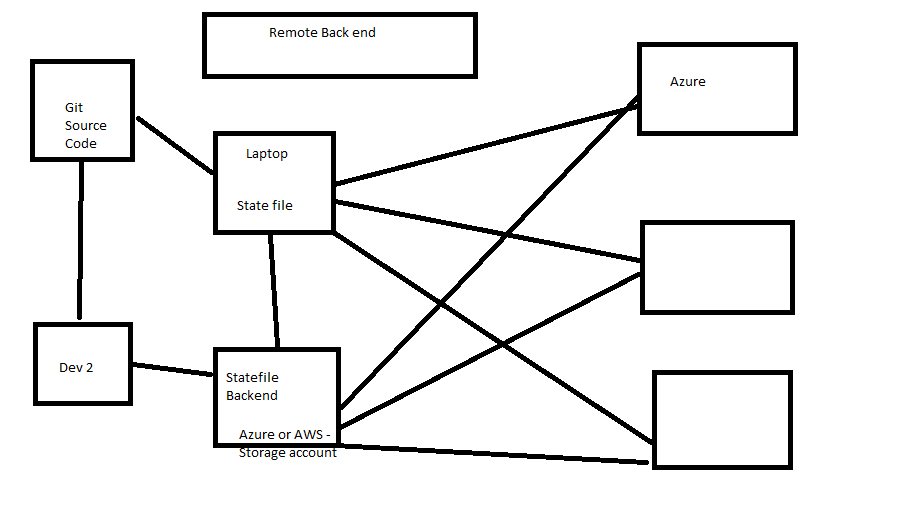 Remote Back end
Azure
Git
Source
Code
Laptop
State file
Dev 2
Statefile
Backend
Azure or AWS -
Storage account